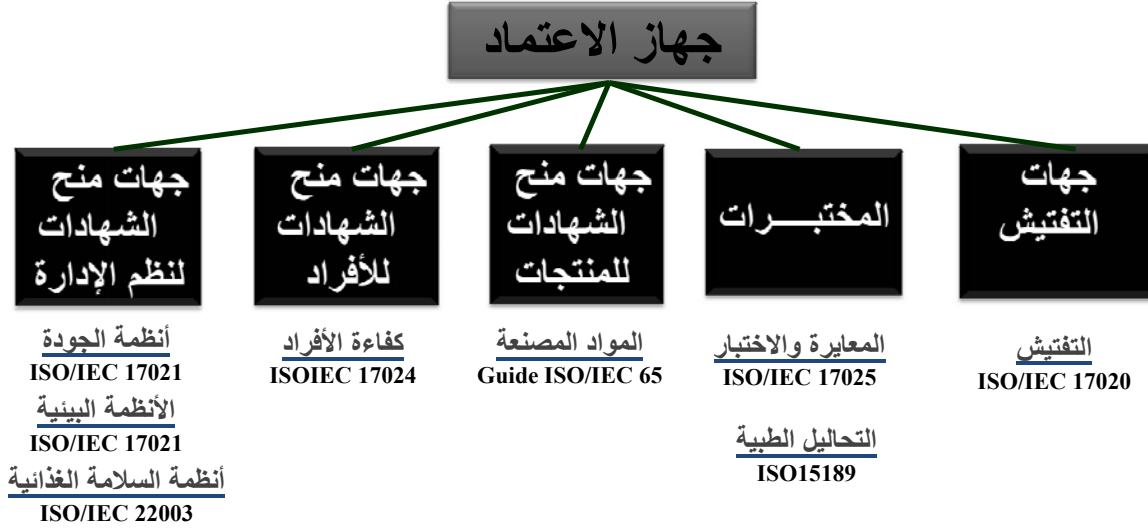 جهاز الاعتماد
جهات
التفتيش
التفتيش
ISO/IEC 17020
المختبـــرات
المعايرة والاختبار
ISO/IEC 17025
التحاليل الطبية
ISO15189
جهات منح
الشهادات
للمنتجات
المواد المصنعة
Guide ISO/IEC 65
جهات منح
الشهادات
للأفراد
كفاءة الأفراد
ISOIEC 17024
جهات منح
الشهادات
لنظم الإدارة
أنظمة الجودة
ISO/IEC 17021
الأنظمة البيئية
ISO/IEC 17021
أنظمة السلامة الغذائية
ISO/IEC 22003